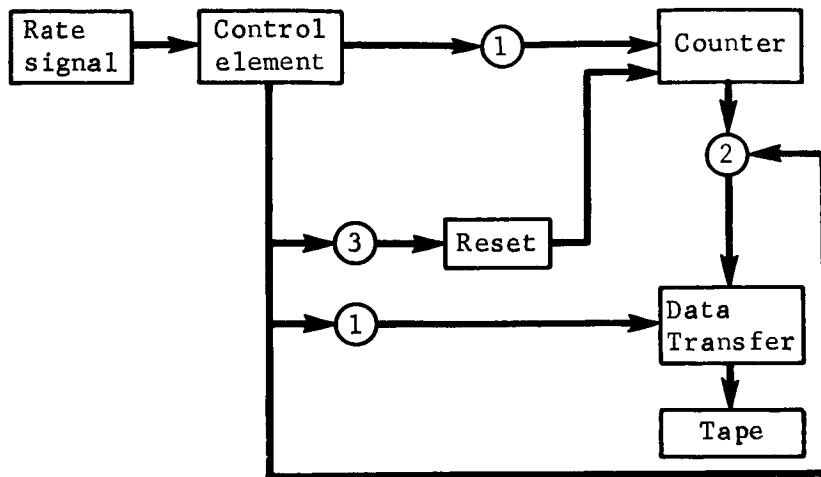 Rate
signal
Control
element
1
Counter
2
3
Reset
1
Data
Transfer
Tape